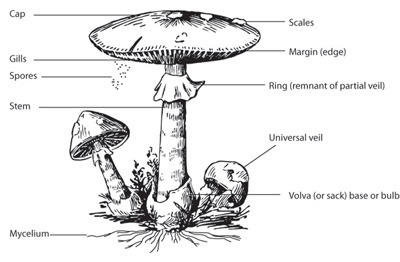 Cap
Scales
Margin (edge)
Gills
Spores
Ring (remnant of partial veil)
Stem
Universal veil
Volva (or sack) base or bulb
Mycelium